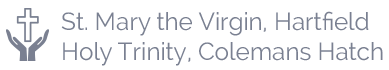 St. Mary the Virgin, Hartfield
Holy Trinity, Colemans Hatch